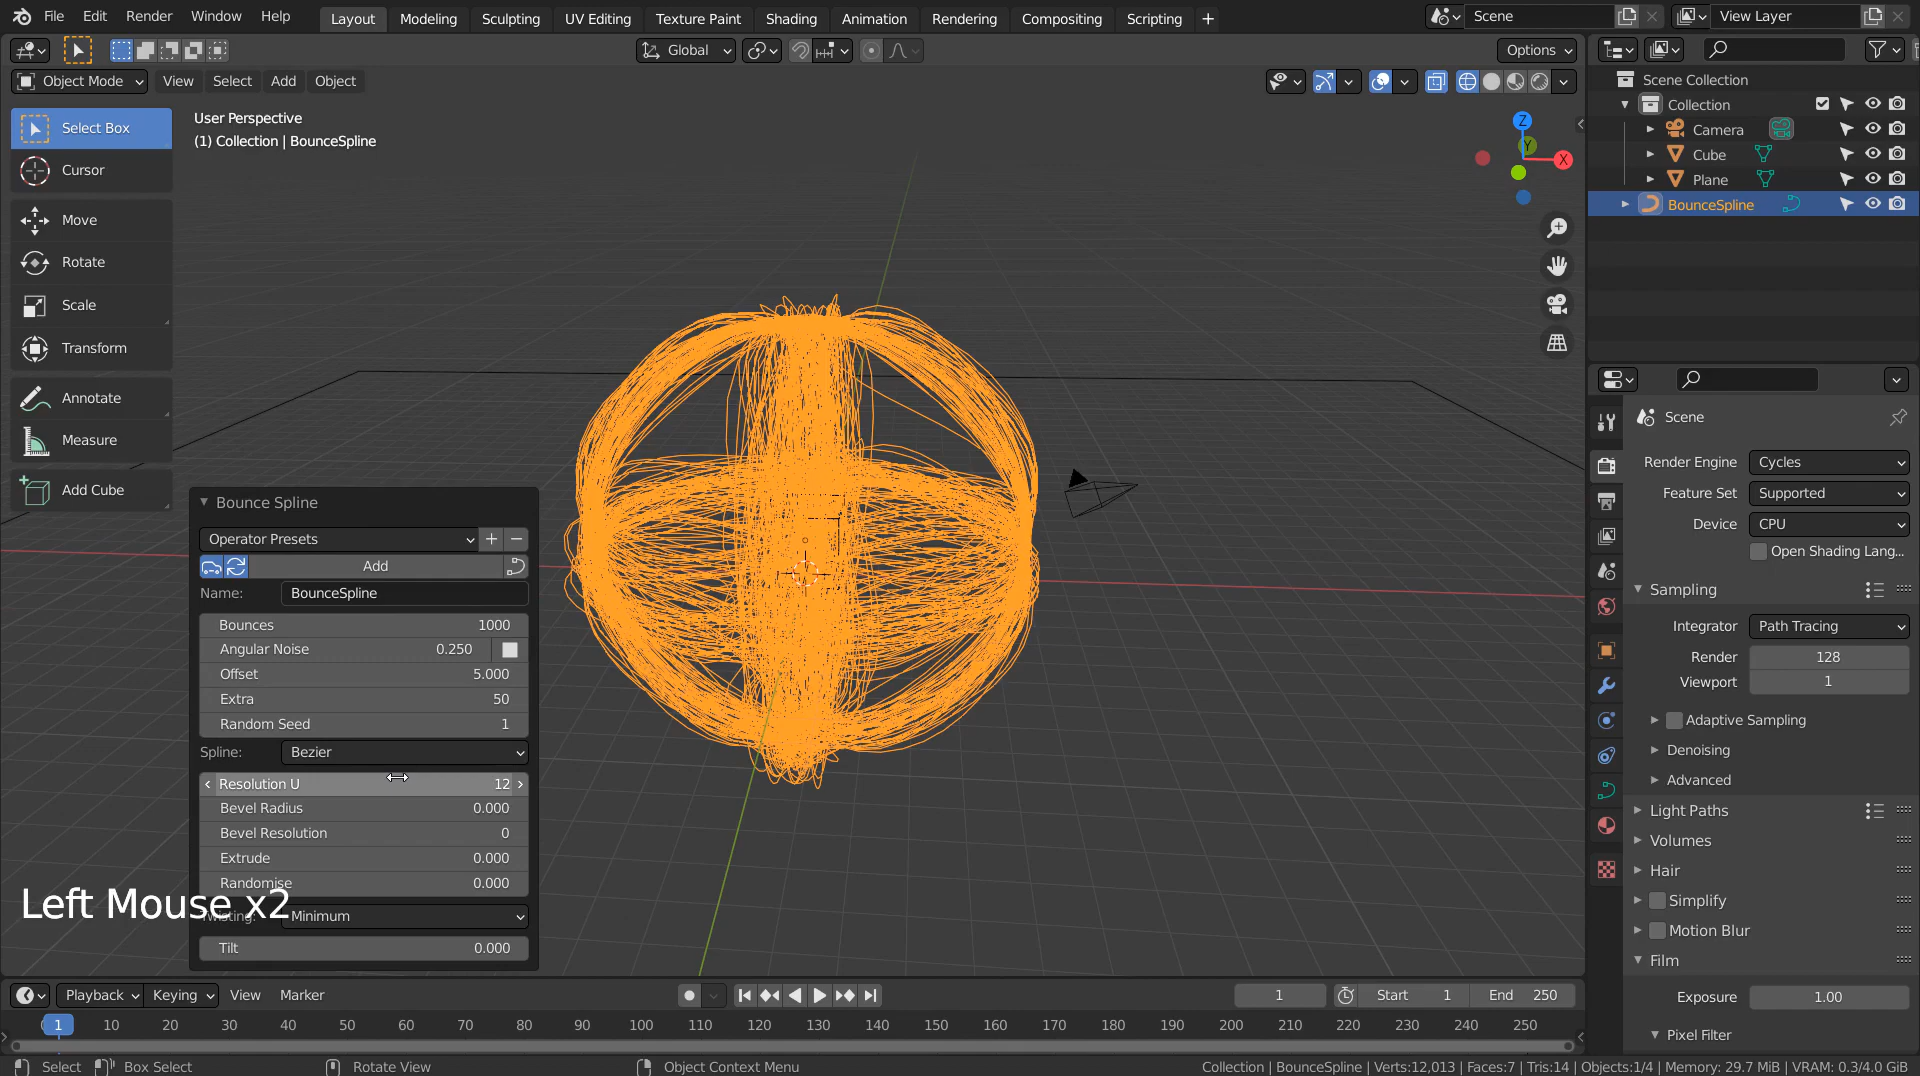 File Edit Render Window Help Layout Modeling Sculpting UV Editing Texture Paint Shading Animation Rendering Compositing Scripting + Scene View Layer
Global Options
Object Mode View Select Add Object
Select Box
Cursor
Move
Rotate
Scale
Transform
Annotate
Measure
Add Cube
User Perspective
(1) Collection | BounceSpline
Z
Y
X
Bounce Spline
Operator Presets
Add
Name: BounceSpline
Bounces 1000
Angular Noise 0.250
Offset 5.000
Extra 50
Random Seed 1
Spline: Bezier
Resolution U 12
Bevel Radius 0.000
Bevel Resolution 0
Extrude 0.000
Randomise 0.000
Minimum
Tilt 0.000
Left Mouse x2
Scene Collection
Collection
Camera
Cube
Plane
BounceSpline
Scene
Render Engine Cycles
Feature Set Supported
Device CPU
Open Shading Lang...
Sampling
Integrator Path Tracing
Render 128
Viewport 1
Adaptive Sampling
Denoising
Advanced
Light Paths
Volumes
Hair
Simplify
Motion Blur
Film
Exposure 1.00
Pixel Filter
Playback Keying View Marker 1 Start 1 End 250
1 10 20 30 40 50 60 70 80 90 100 110 120 130 140 150 160 170 180 190 200 210 220 230 240 250
Select Box Select Rotate View Object Context Menu Collection | BounceSpline | Verts:12,013 | Faces:7 | Tris:14 | Objects:1/4 | Memory: 29.7 MiB | VRAM: 0.3/4.0 GiB